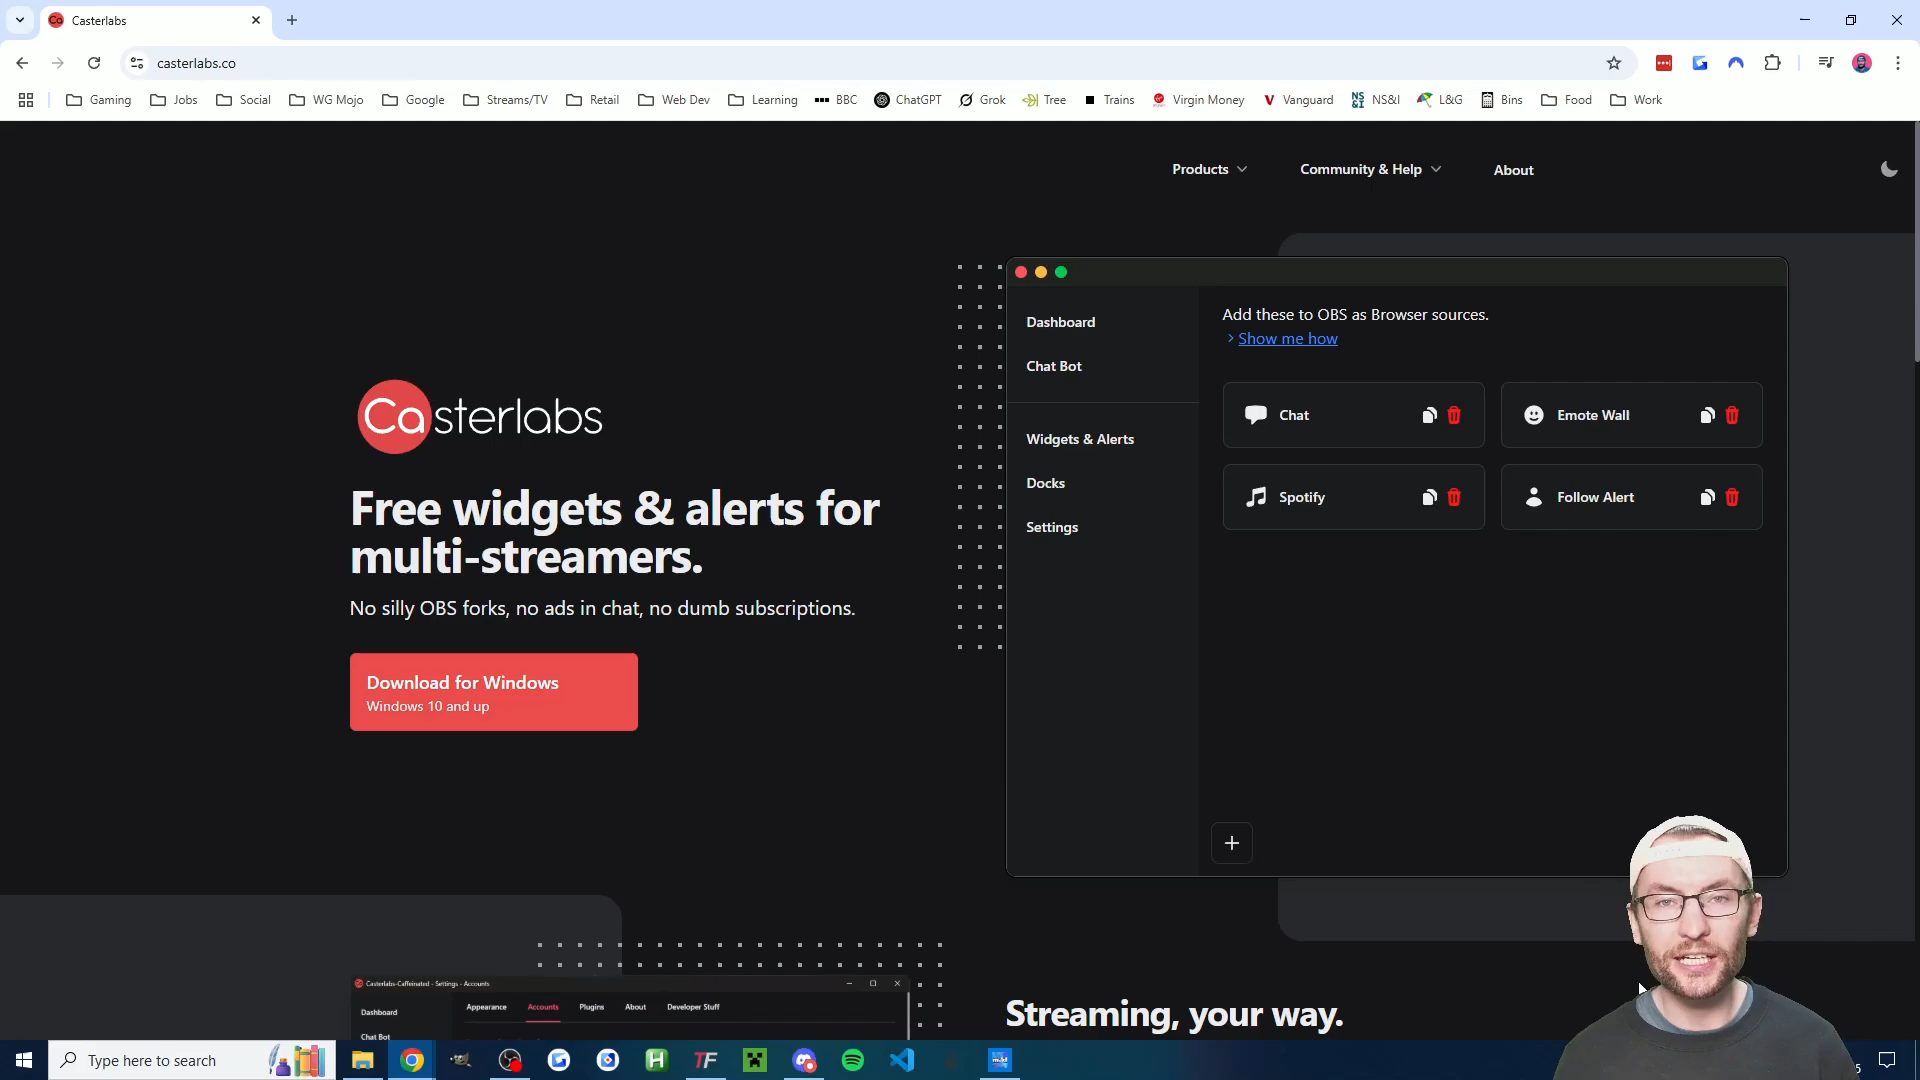 Casterlabs
casterlabs.co
Gaming
Jobs
Social
WG Mojo
Google
Streams/TV
Retail
Web Dev
Learning
BBC
ChatGPT
Grok
Tree
Trains
Virgin Money
Vanguard
NS&I
L&G
Bins
Food
Work
Products
Community & Help
About
Casterlabs
Free widgets & alerts for
multi-streamers.
No silly OBS forks, no ads in chat, no dumb subscriptions.
Download for Windows
Windows 10 and up
Dashboard
Chat Bot
Widgets & Alerts
Docks
Settings
Add these to OBS as Browser sources.
Show me how
Chat
Emote Wall
Spotify
Follow Alert
Casterlabs-Caffeinated - Settings - Accounts
Dashboard
Chat Bot
Appearance
Accounts
Plugins
About
Developer Stuff
Streaming, your way.
Type here to search